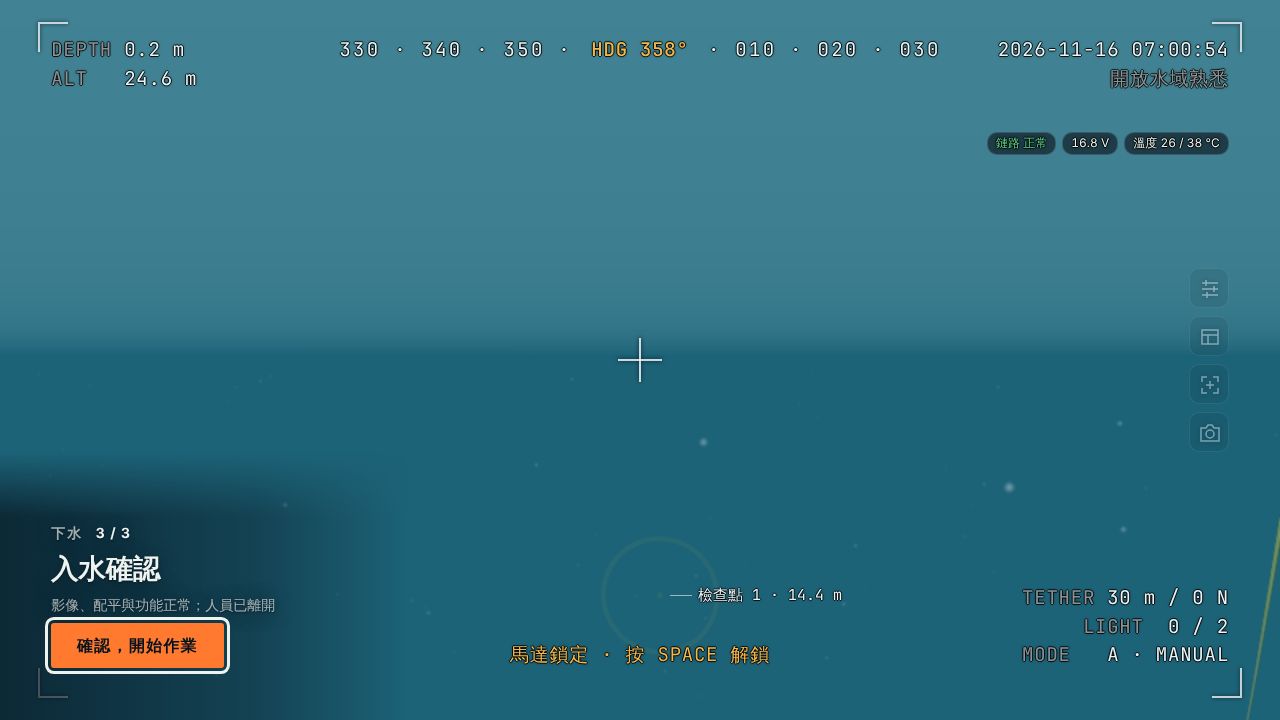 DEPTH 0.2 m
ALT 24.6 m
330 · 340 · 350 · HDG 358° · 010 · 020 · 030
2026-11-16 07:00:54
開放水域熟悉
鏈路 正常
16.8 V
溫度 26 / 38 °C
下水 3 / 3
入水確認
影像、配平與功能正常；人員已離開
確認，開始作業
檢查點 1 · 14.4 m
馬達鎖定 · 按 SPACE 解鎖
TETHER 30 m / 0 N
LIGHT 0 / 2
MODE A · MANUAL